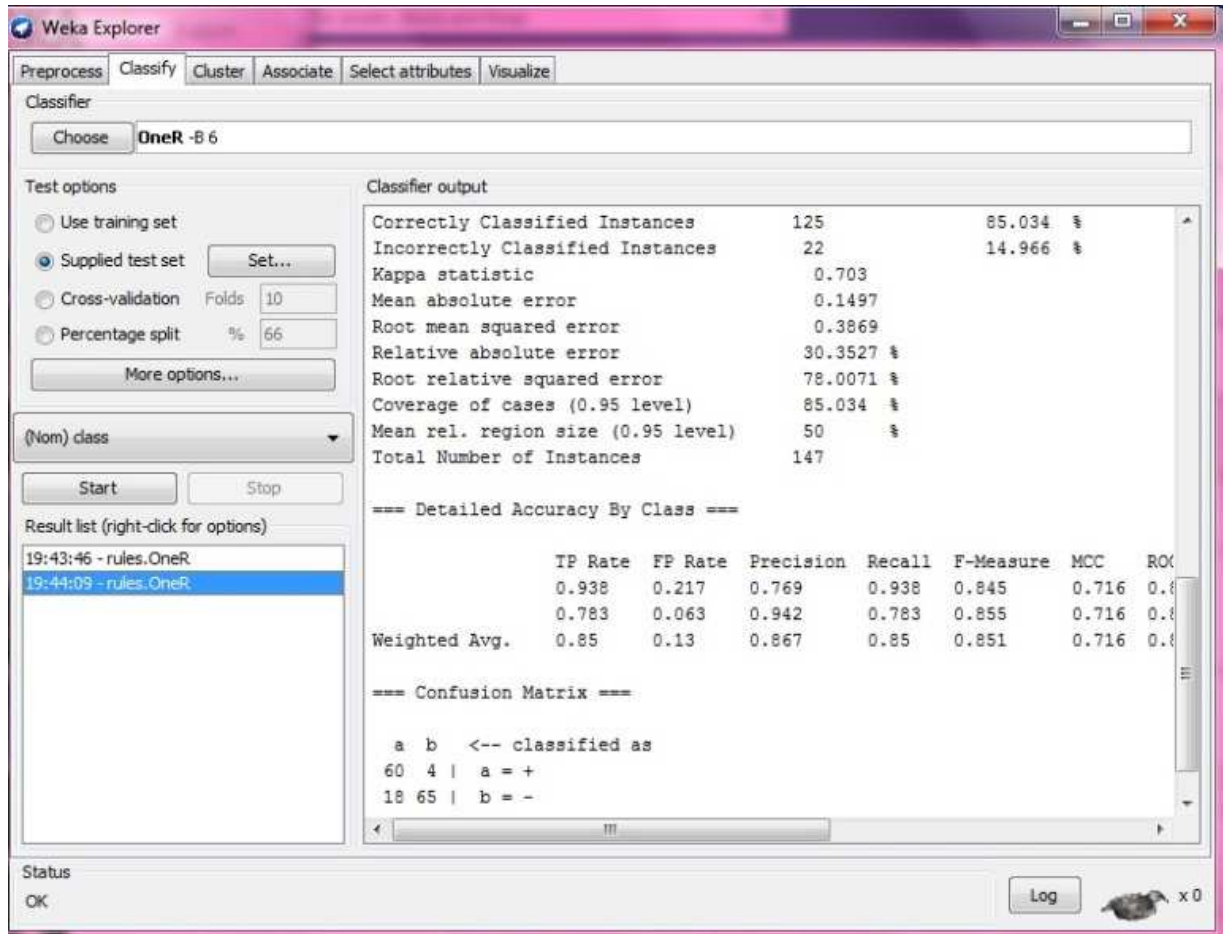 Weka Explorer
Preprocess Classify Cluster Associate Select attributes Visualize
Classifier
Choose OneR -B 6
Test options
Use training set
Supplied test set Set...
Cross-validation Folds 10
Percentage split % 66
More options...
(Nom) class
Start Stop
Result list (right-click for options)
19:43:46 - rules.OneR
19:44:09 - rules.OneR
Classifier output
Correctly Classified Instances 125 85.034 %
Incorrectly Classified Instances 22 14.966 %
Kappa statistic 0.703
Mean absolute error 0.1497
Root mean squared error 0.3869
Relative absolute error 30.3527 %
Root relative squared error 78.0071 %
Coverage of cases (0.95 level) 85.034 %
Mean rel. region size (0.95 level) 50 %
Total Number of Instances 147
=== Detailed Accuracy By Class ===
TP Rate FP Rate Precision Recall F-Measure MCC
0.938 0.217 0.769 0.938 0.845 0.716
0.783 0.063 0.942 0.783 0.855 0.716
Weighted Avg. 0.85 0.13 0.867 0.85 0.851 0.716
=== Confusion Matrix ===
a b <-- classified as
60 4 | a = +
18 65 | b = -
Status
OK
Log x 0